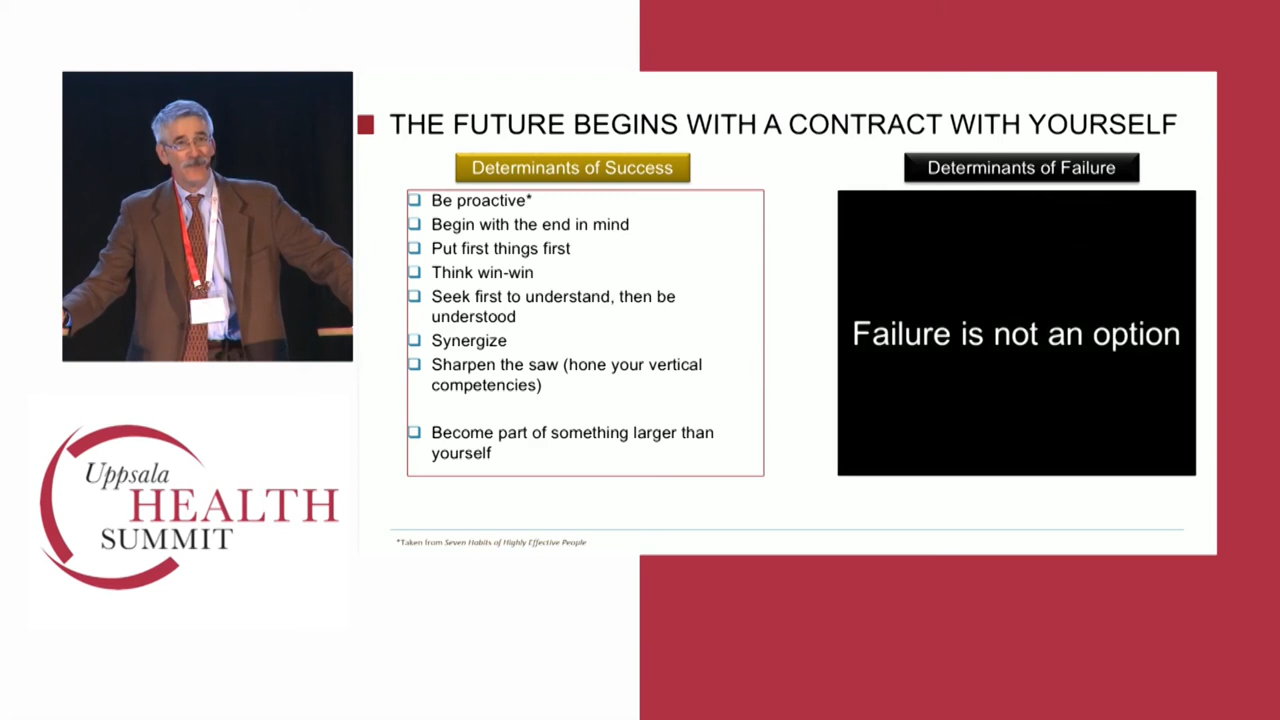 THE FUTURE BEGINS WITH A CONTRACT WITH YOURSELF
Determinants of Success
Be proactive*
Begin with the end in mind
Put first things first
Think win-win
Seek first to understand, then be
understood
Synergize
Sharpen the saw (hone your vertical
competencies)
Become part of something larger than
yourself
Determinants of Failure
Failure is not an option
*Taken from Seven Habits of Highly Effective People
Uppsala
HEALTH
SUMMIT